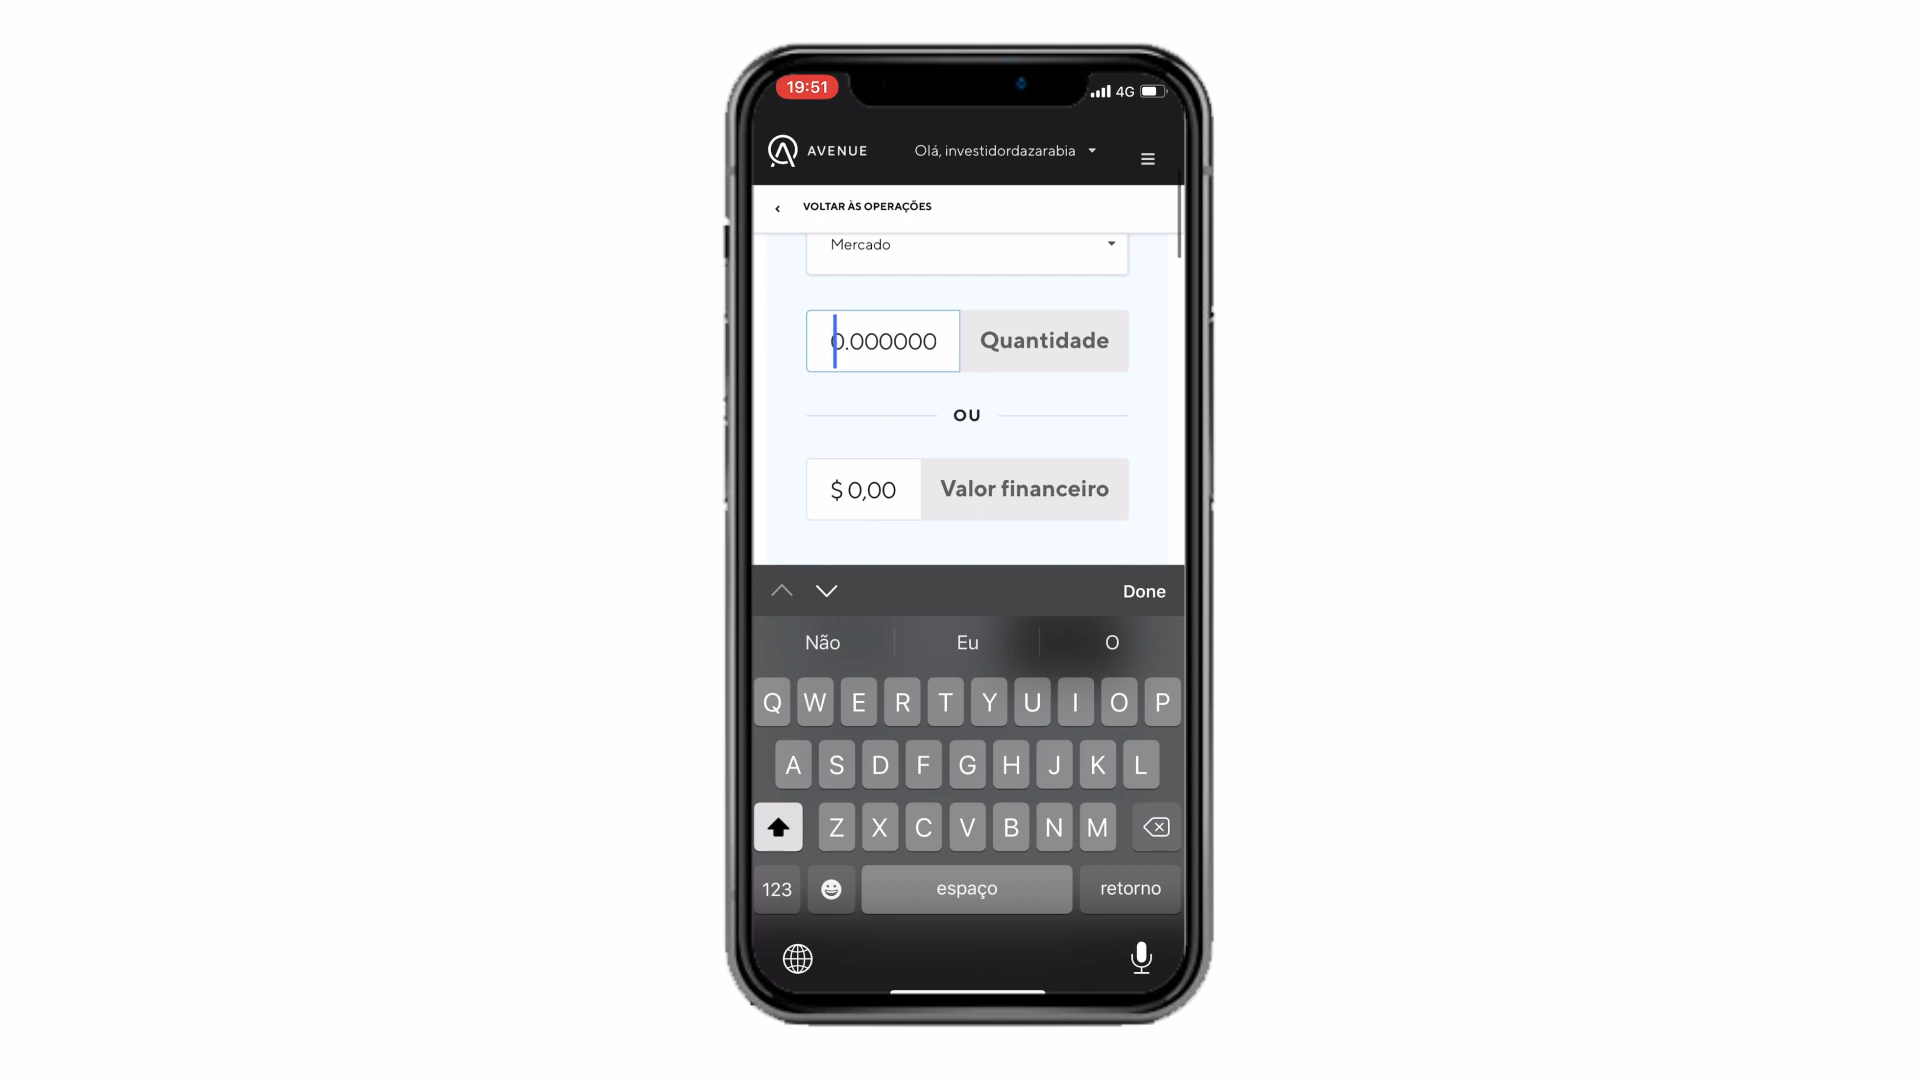 19:51 4G
AVENUE Olá, investidordazarabia
VOLTAR ÀS OPERAÇÕES
Mercado
0.000000 Quantidade
OU
$ 0,00 Valor financeiro
Done
Não Eu O
Q W E R T Y U I O P
A S D F G H J K L
Z X C V B N M
123 espaço retorno